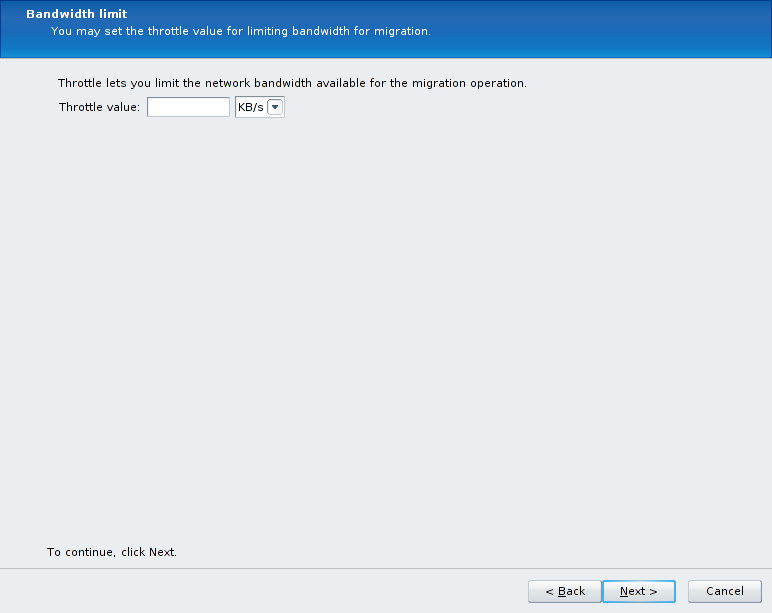 Bandwidth limit
You may set the throttle value for limiting bandwidth for migration.
Throttle lets you limit the network bandwidth available for the migration operation.
Throttle value: KB/s
To continue, click Next.
< Back Next > Cancel